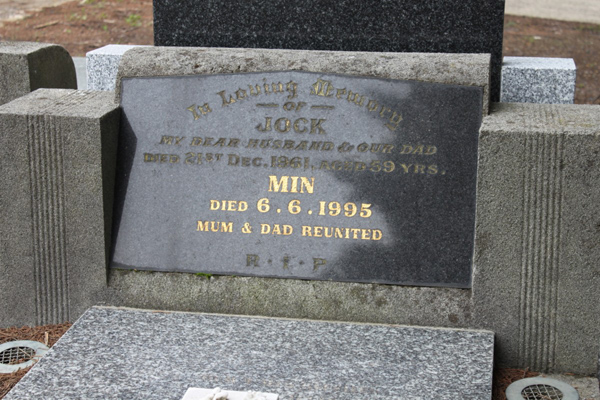 In Loving Memory
OF
JOCK
MY DEAR HUSBAND & OUR DAD
DIED 21ST DEC. 1961, AGED 59 YRS.
MIN
DIED 6.6.1995
MUM & DAD REUNITED
R·I·P